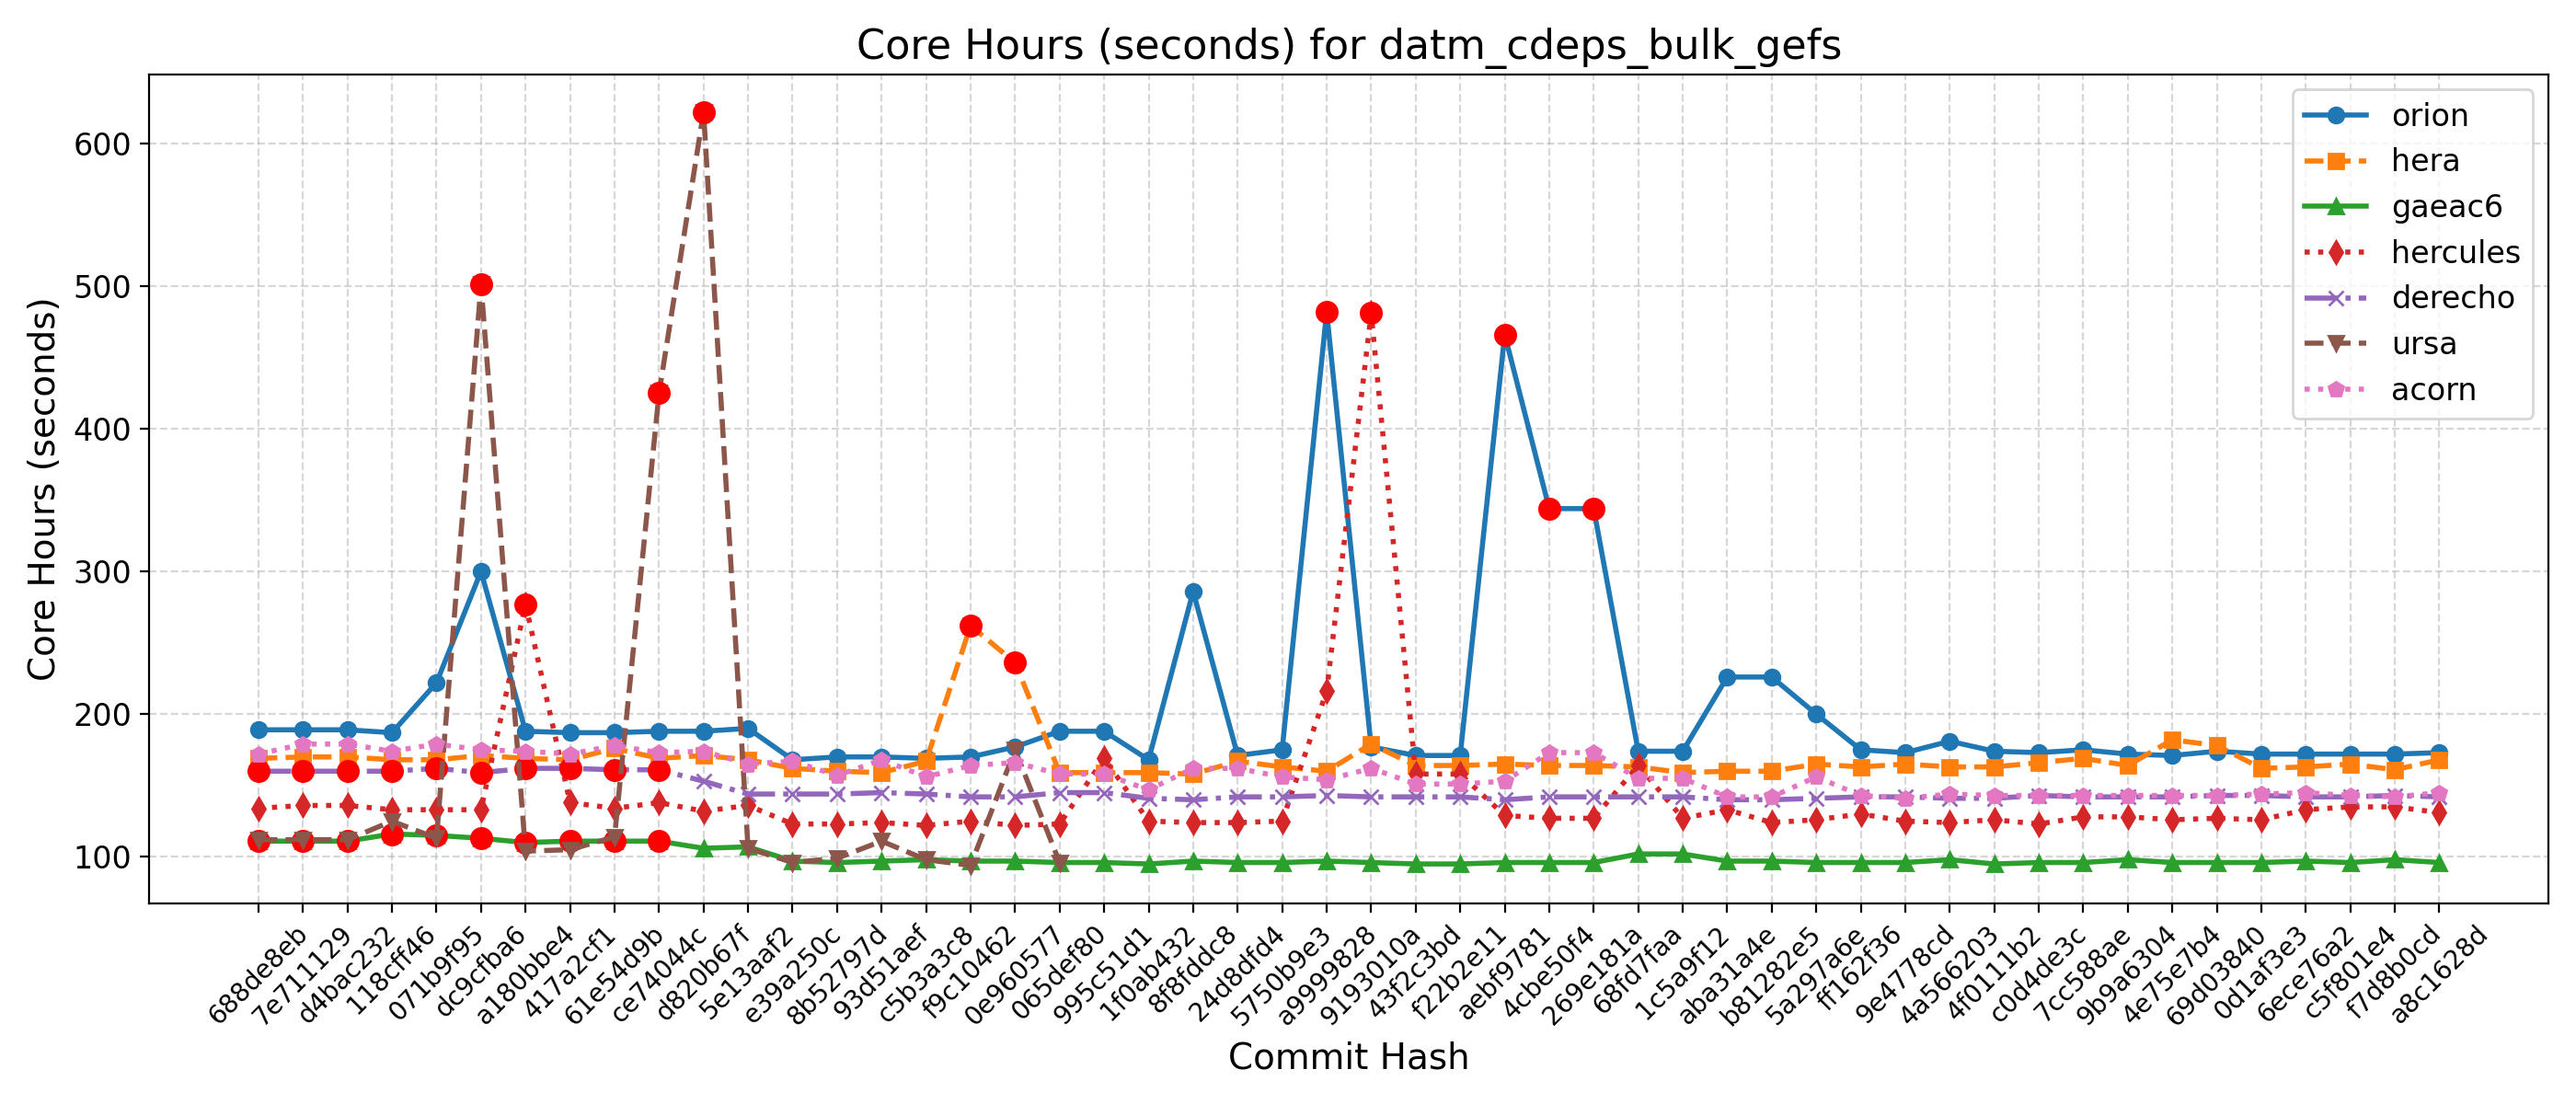 Core Hours (seconds) for datm_cdeps_bulk_gefs
Core Hours (seconds)
600
500
400
300
200
100
orion
hera
gaeac6
hercules
derecho
ursa
acorn
688de8eb
7e711129
d4bac232
118cff46
071b9f95
dc9cfba6
a180bbe4
417a2cf1
61e54d9b
ce74044c
d820b67f
5e13aaf2
e39a250c
8b52797d
93d51aef
c5b3a3c8
f9c10462
0e960577
065def80
995c51d1
1f0ab432
8f8fddc8
24d8dfd4
5750b9e3
a9999828
9193010a
43f2c3bd
f22b2e11
aebf9781
4cbe50f4
269e181a
68fd7faa
1c5a9f12
aba31a4e
b81282e5
5a297a6e
ff162f36
9e4778cd
4a566203
4f0111b2
c0d4de3c
7cc588ae
9b9a6304
4e75e7b4
69d03840
0d1af3e3
6ece76a2
c5f801e4
f7d8b0cd
a8c1628d
Commit Hash